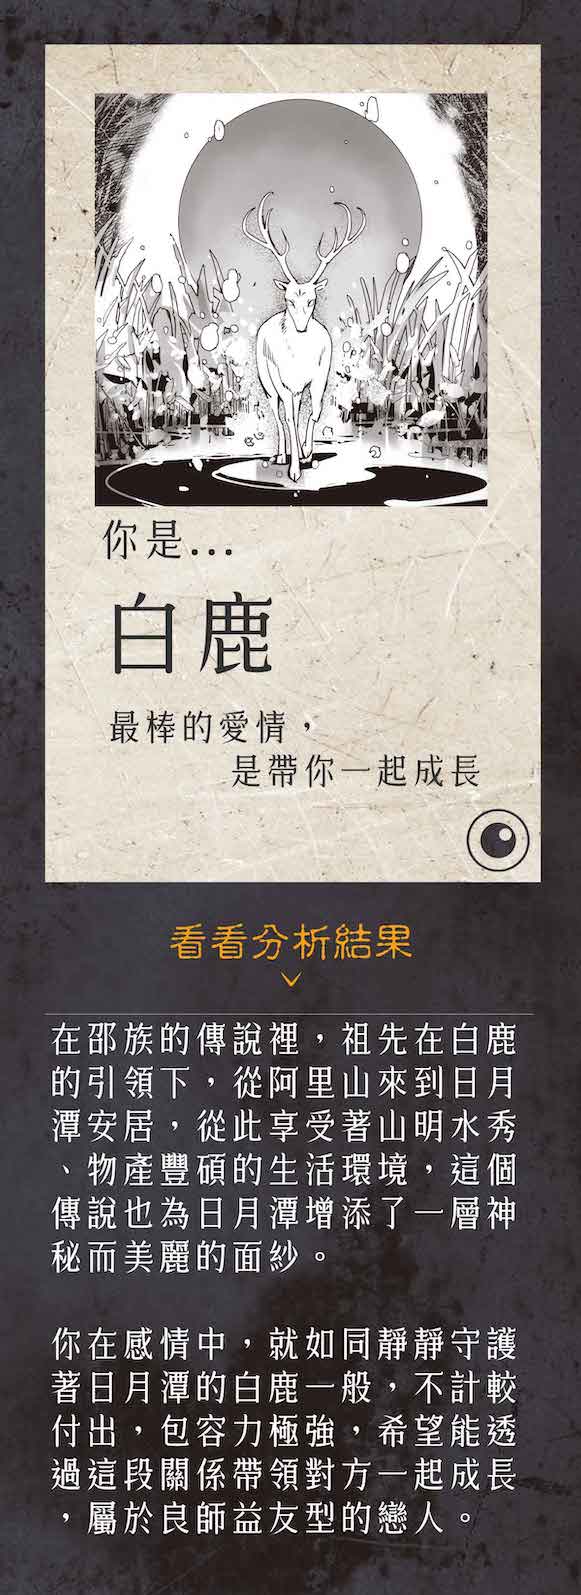 你是...
白鹿
最棒的愛情，
是帶你一起成長
看看分析結果
在邵族的傳說裡，祖先在白鹿
的引領下，從阿里山來到日月
潭安居，從此享受著山明水秀
、物產豐碩的生活環境，這個
傳說也為日月潭增添了一層神
秘而美麗的面紗。
你在感情中，就如同靜靜守護
著日月潭的白鹿一般，不計較
付出，包容力極強，希望能透
過這段關係帶領對方一起成長
，屬於良師益友型的戀人。